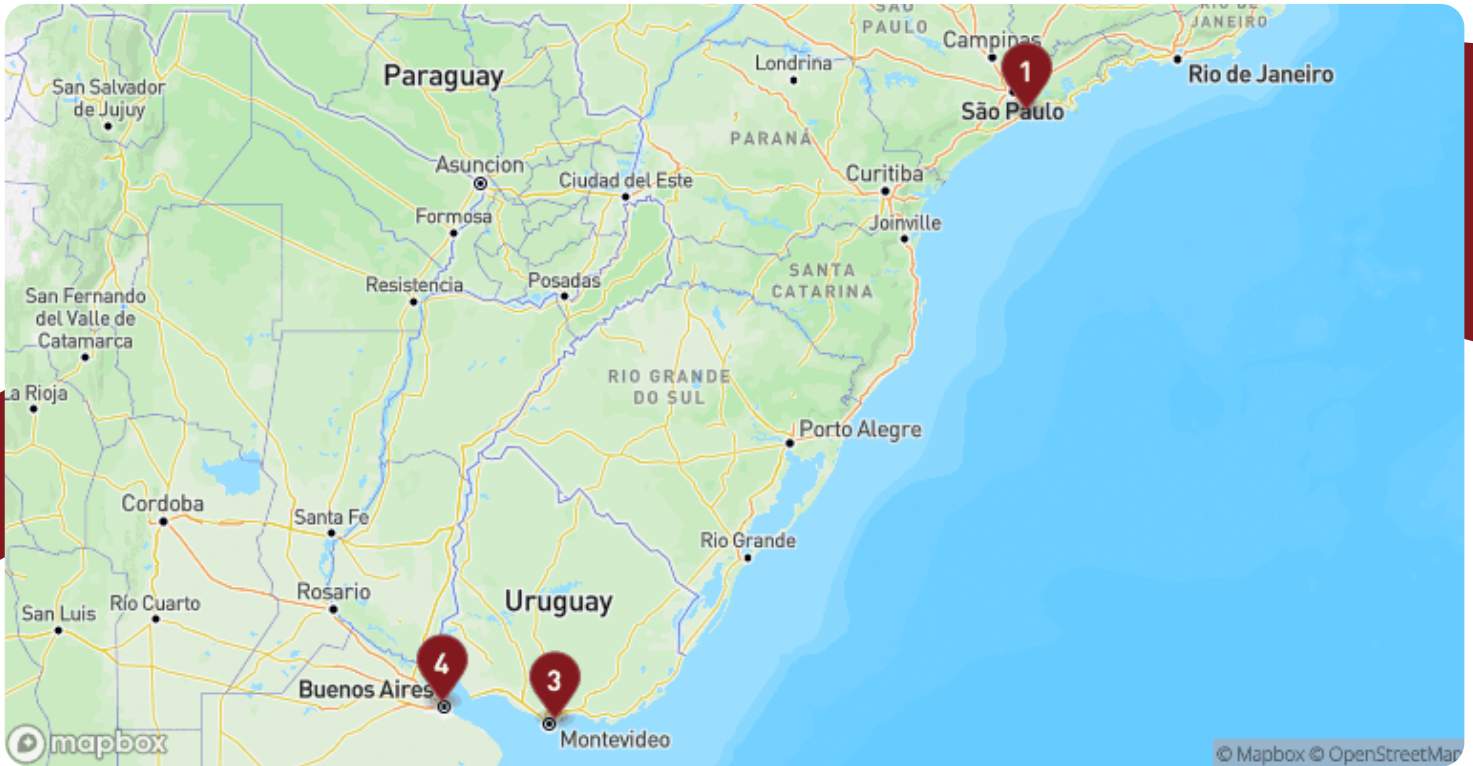 SÃO
PAULO
RIO DE
JANEIRO
Campinas
1
São Paulo
Rio de Janeiro
Londrina
Paraguay
San Salvador
de Jujuy
PARANÁ
Asuncion
Ciudad del Este
Curitiba
Formosa
Joinville
Resistencia
Posadas
SANTA
CATARINA
San Fernando
del Valle de
Catamarca
La Rioja
RIO GRANDE
DO SUL
Porto Alegre
Cordoba
Santa Fe
Rio Grande
Rosario
Uruguay
San Luis
Río Cuarto
4
3
Buenos Aires
Montevideo
mapbox
© Mapbox © OpenStreetMap